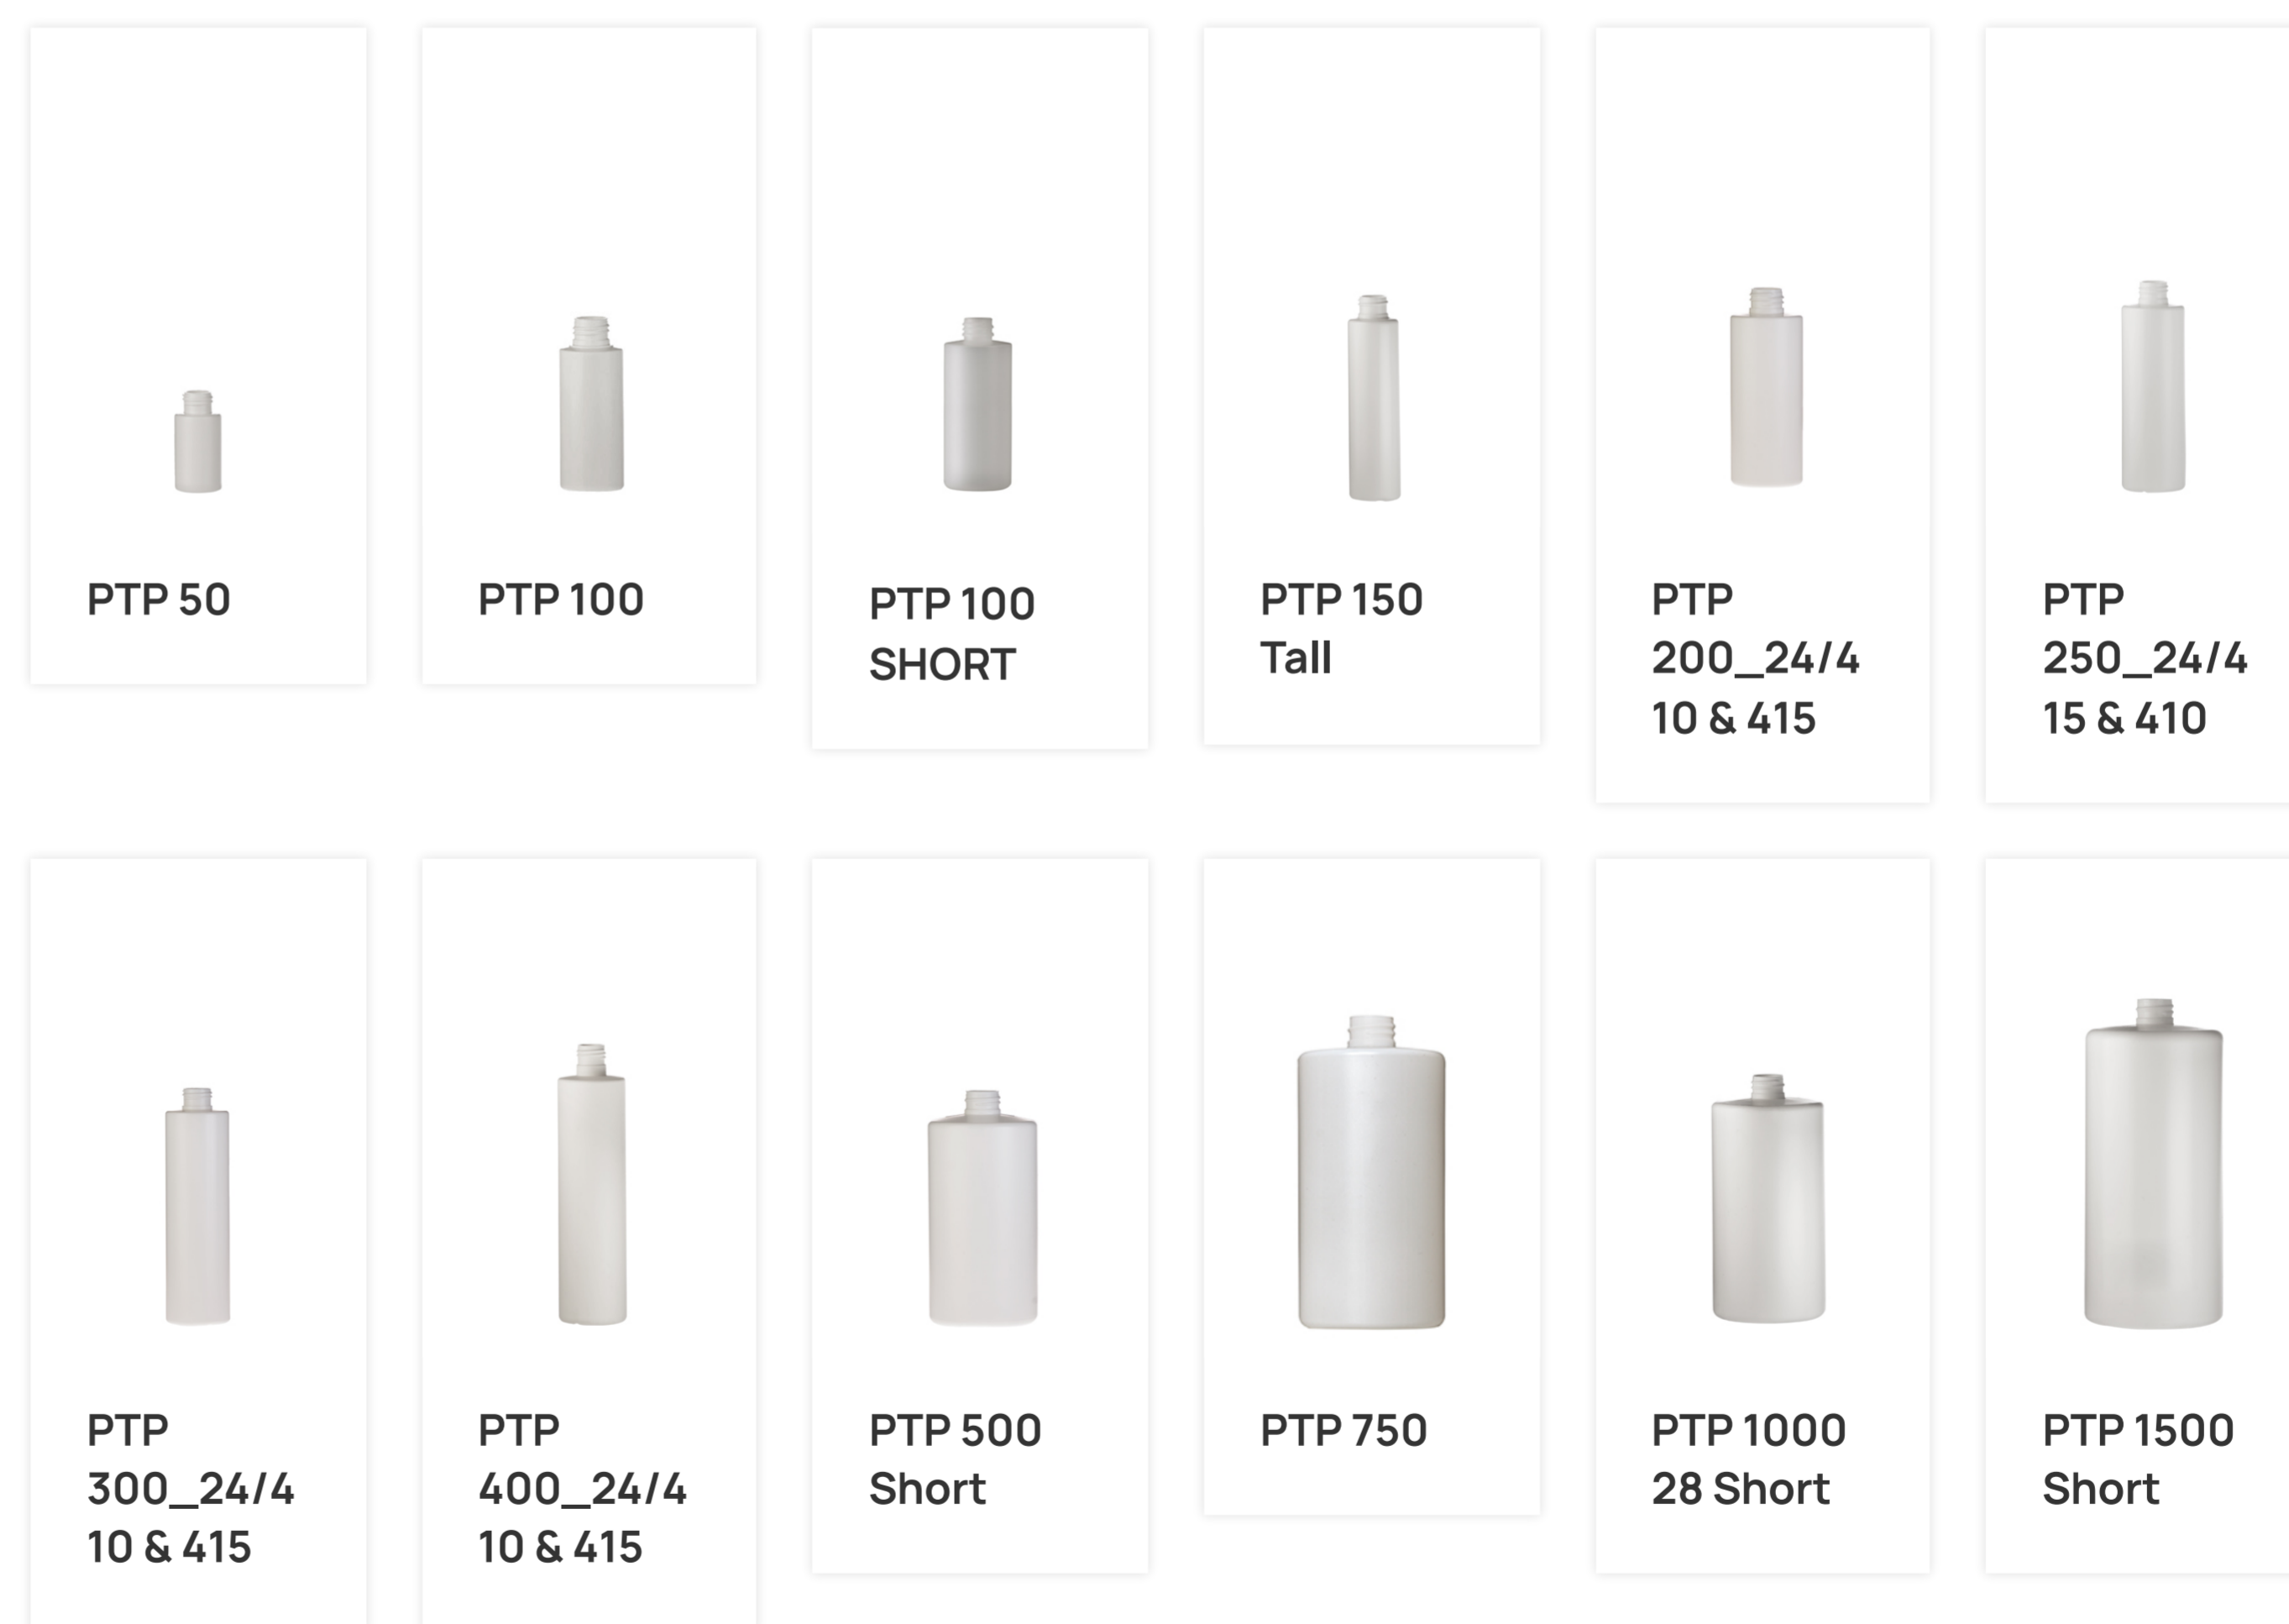 PTP 50
PTP 100
PTP 100
SHORT
PTP 150
Tall
PTP
200_24/4
10 & 415
PTP
250_24/4
15 & 410
PTP
300_24/4
10 & 415
PTP
400_24/4
10 & 415
PTP 500
Short
PTP 750
PTP 1000
28 Short
PTP 1500
Short